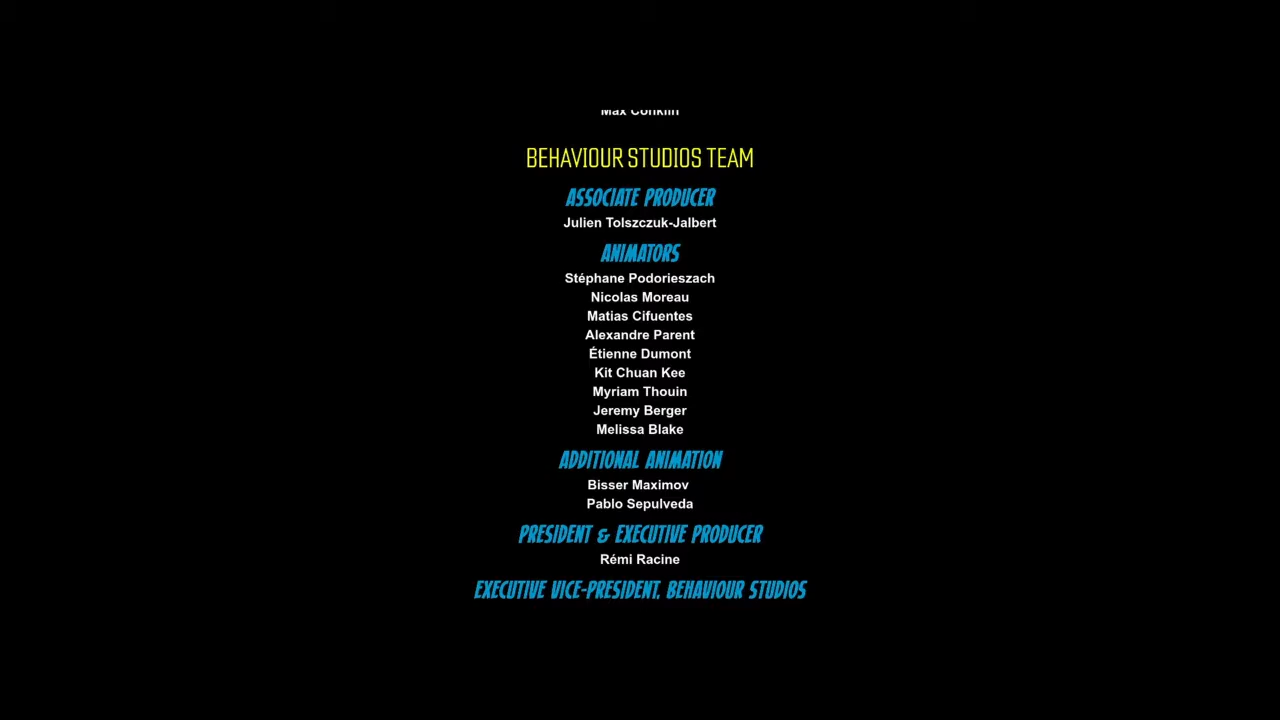 Max Conklin
BEHAVIOUR STUDIOS TEAM
ASSOCIATE PRODUCER
Julien Tolszczuk-Jalbert
ANIMATORS
Stéphane Podorieszach
Nicolas Moreau
Matias Cifuentes
Alexandre Parent
Étienne Dumont
Kit Chuan Kee
Myriam Thouin
Jeremy Berger
Melissa Blake
ADDITIONAL ANIMATION
Bisser Maximov
Pablo Sepulveda
PRESIDENT & EXECUTIVE PRODUCER
Rémi Racine
EXECUTIVE VICE-PRESIDENT, BEHAVIOUR STUDIOS